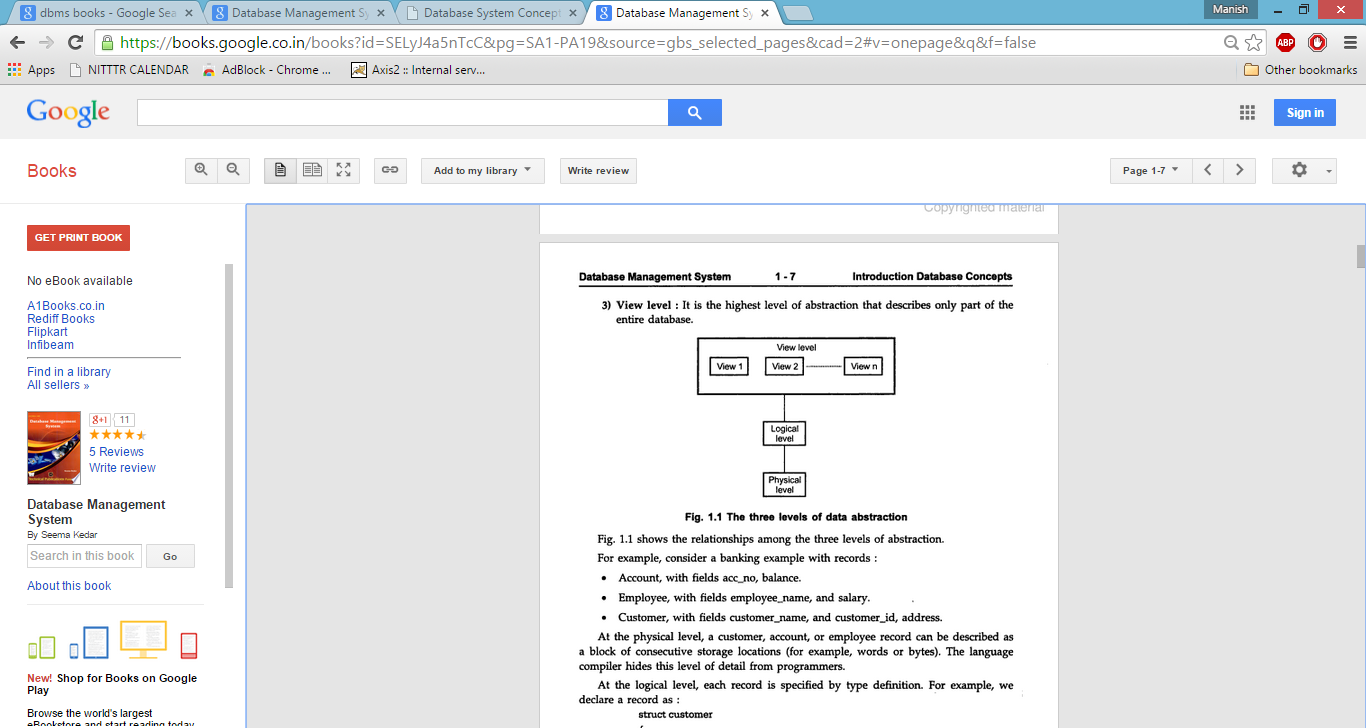 dbms books - Google Sea
Database Management Sy
Database System Concept
Database Management Sy
Manish
https://books.google.co.in/books?id=SELyJ4a5nTcC&pg=SA1-PA19&source=gbs_selected_pages&cad=2#v=onepage&q&f=false
ABP
Apps
NITTTR CALENDAR
AdBlock - Chrome ...
Axis2 :: Internal serv...
Other bookmarks
Google
Sign in
Books
Add to my library
Write review
Page 1-7
GET PRINT BOOK
No eBook available
A1Books.co.in
Rediff Books
Flipkart
Infibeam
Find in a library
All sellers »
g+1 11
5 Reviews
Write review
Database Management
System
By Seema Kedar
Search in this book Go
About this book
New! Shop for Books on Google
Play
Browse the world's largest
eBookstore and start reading today
Copyrighted material
Database Management System 1 - 7 Introduction Database Concepts
3) View level : It is the highest level of abstraction that describes only part of the
entire database.
View level
View 1 View 2 View n
Logical
level
Physical
level
Fig. 1.1 The three levels of data abstraction
Fig. 1.1 shows the relationships among the three levels of abstraction.
For example, consider a banking example with records :
• Account, with fields acc_no, balance.
• Employee, with fields employee_name, and salary.
• Customer, with fields customer_name, and customer_id, address.
At the physical level, a customer, account, or employee record can be described as
a block of consecutive storage locations (for example, words or bytes). The language
compiler hides this level of detail from programmers.
At the logical level, each record is specified by type definition. For example, we
declare a record as :
struct customer